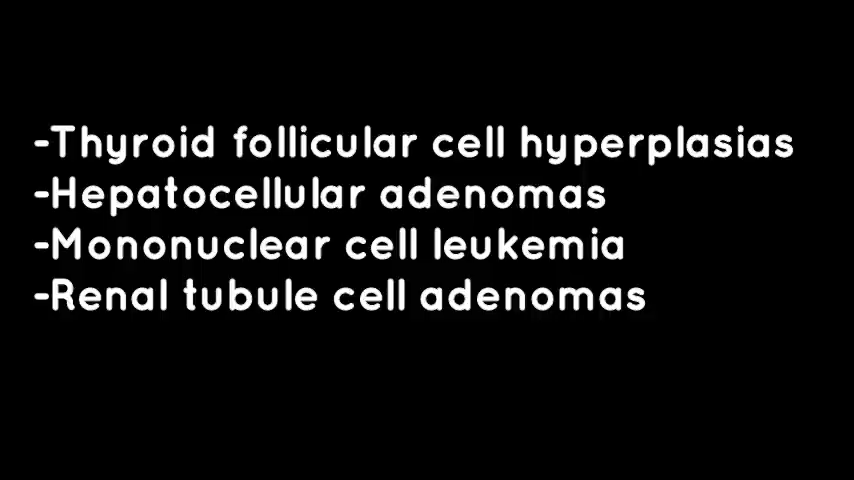 -Thyroid follicular cell hyperplasias
-Hepatocellular adenomas
-Mononuclear cell leukemia
-Renal tubule cell adenomas